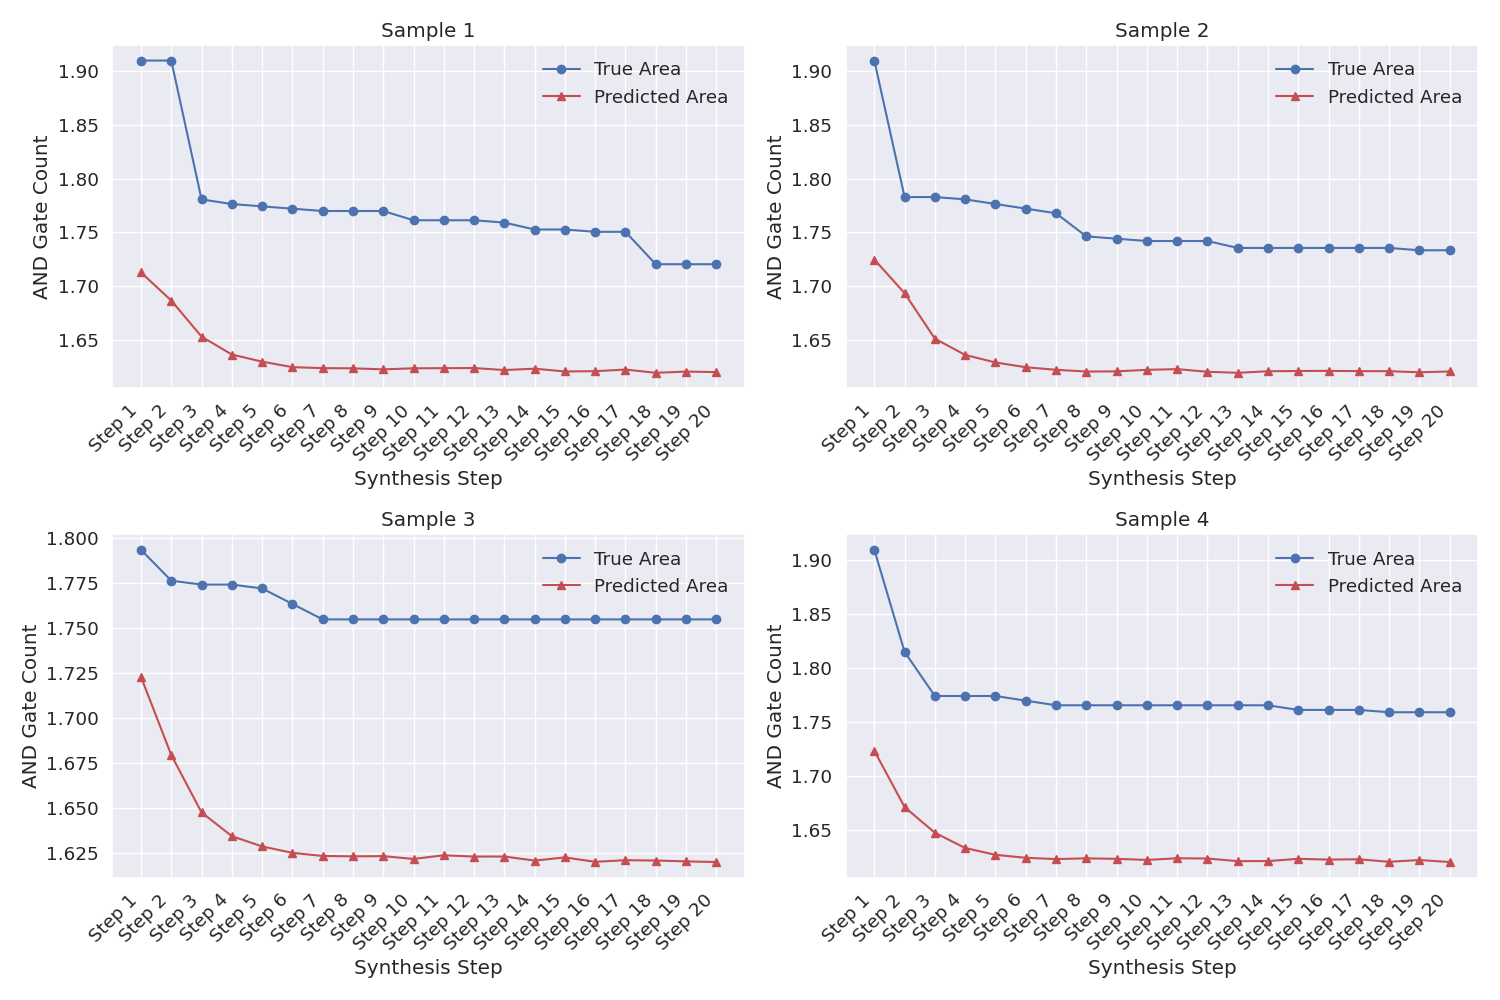 Sample 1
AND Gate Count
1.90
1.85
1.80
1.75
1.70
1.65
True Area
Predicted Area
Step 1
Step 2
Step 3
Step 4
Step 5
Step 6
Step 7
Step 8
Step 9
Step 10
Step 11
Step 12
Step 13
Step 14
Step 15
Step 16
Step 17
Step 18
Step 19
Step 20
Synthesis Step
Sample 2
AND Gate Count
1.90
1.85
1.80
1.75
1.70
1.65
True Area
Predicted Area
Step 1
Step 2
Step 3
Step 4
Step 5
Step 6
Step 7
Step 8
Step 9
Step 10
Step 11
Step 12
Step 13
Step 14
Step 15
Step 16
Step 17
Step 18
Step 19
Step 20
Synthesis Step
Sample 3
AND Gate Count
1.800
1.775
1.750
1.725
1.700
1.675
1.650
1.625
True Area
Predicted Area
Step 1
Step 2
Step 3
Step 4
Step 5
Step 6
Step 7
Step 8
Step 9
Step 10
Step 11
Step 12
Step 13
Step 14
Step 15
Step 16
Step 17
Step 18
Step 19
Step 20
Synthesis Step
Sample 4
AND Gate Count
1.90
1.85
1.80
1.75
1.70
1.65
True Area
Predicted Area
Step 1
Step 2
Step 3
Step 4
Step 5
Step 6
Step 7
Step 8
Step 9
Step 10
Step 11
Step 12
Step 13
Step 14
Step 15
Step 16
Step 17
Step 18
Step 19
Step 20
Synthesis Step